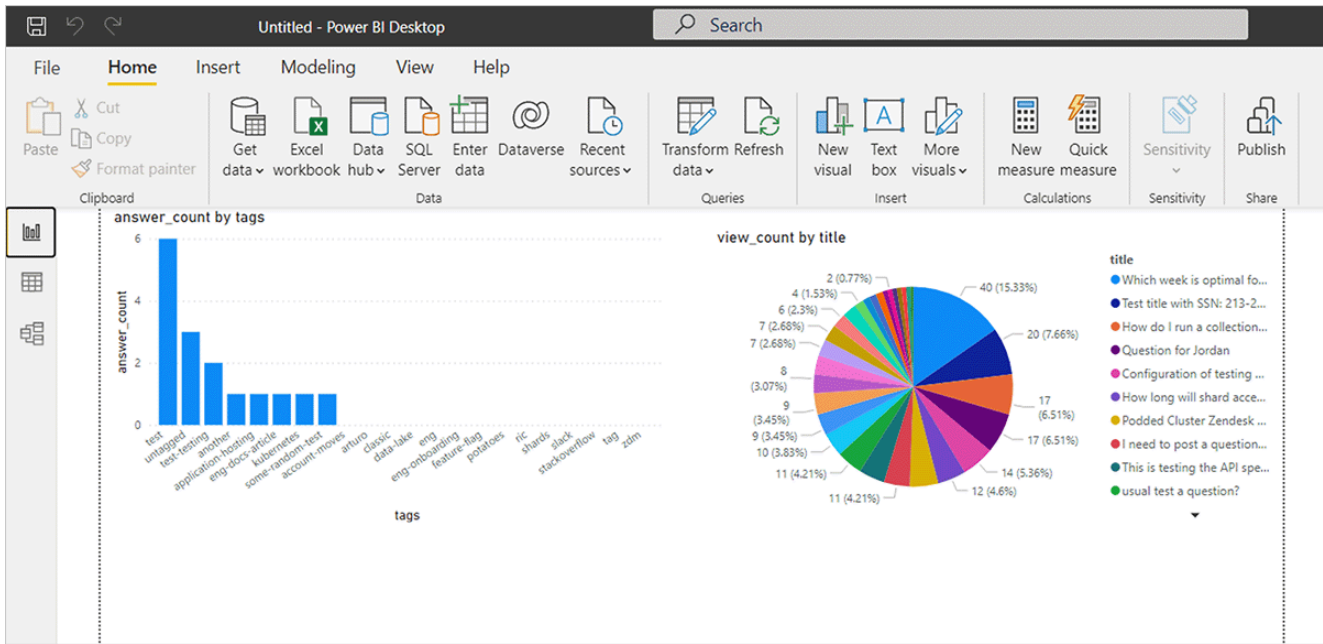 Untitled - Power BI Desktop
Search
File Home Insert Modeling View Help
Paste
Cut
Copy
Format painter
Clipboard
Get data
Excel workbook
Data hub
SQL Server
Enter data
Dataverse
Recent sources
Data
Transform data
Refresh
Queries
New visual
Text box
More visuals
Insert
New measure
Quick measure
Calculations
Sensitivity
Sensitivity
Publish
Share
answer_count by tags
answer_count
6
4
2
0
test
untagged
test-testing
another
application-hosting
eng-docs-article
kubernetes
some-random-test
account-moves
arturo
classic
data-lake
eng
eng-onboarding
feature-flag
potatoes
ric
shards
slack
stackoverflow
tag
zdm
tags
view_count by title
40 (15.33%)
20 (7.66%)
17
(6.51%)
17 (6.51%)
14 (5.36%)
12 (4.6%)
11 (4.21%)
11 (4.21%)
10 (3.83%)
9 (3.45%)
9
(3.45%)
8
(3.07%)
7 (2.68%)
7 (2.68%)
6 (2.3%)
4 (1.53%)
2 (0.77%)
title
Which week is optimal fo...
Test title with SSN: 213-2...
How do I run a collection...
Question for Jordan
Configuration of testing ...
How long will shard acce...
Podded Cluster Zendesk ...
I need to post a question...
This is testing the API spe...
usual test a question?